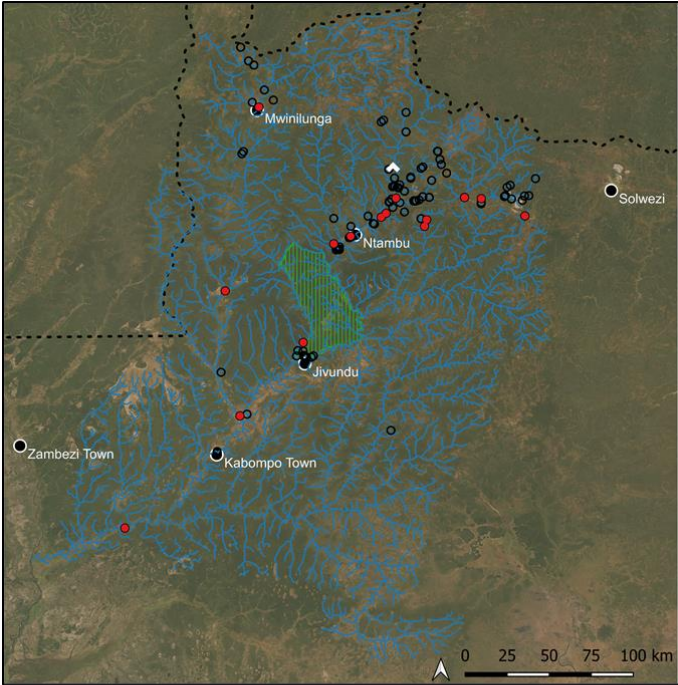 Mwinilunga
Solwezi
Ntambu
Jivundu
Zambezi Town
Kabompo Town
0 25 50 75 100 km